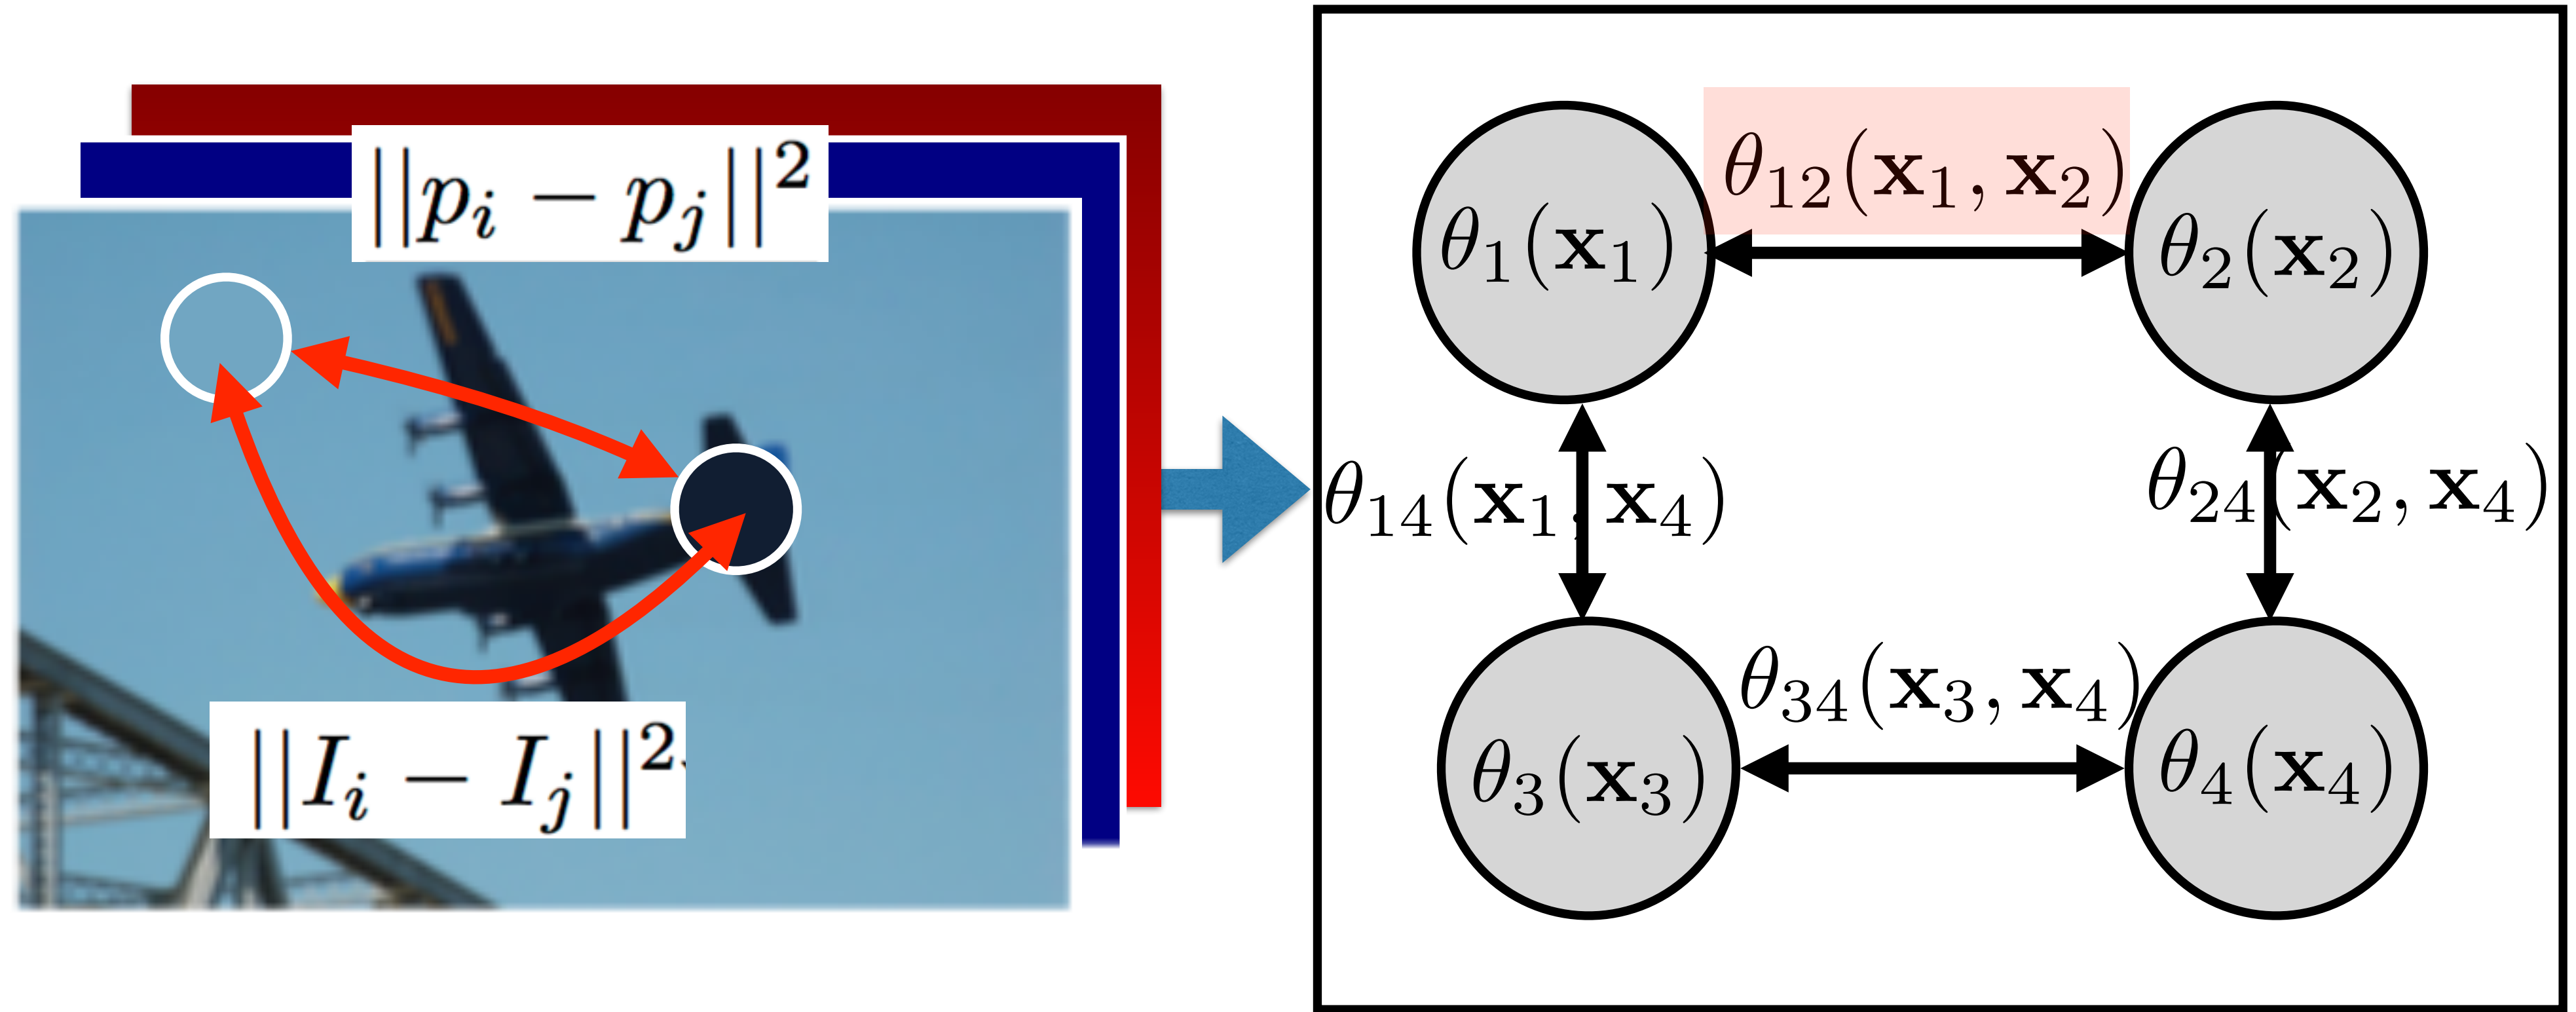 ||p_i − p_j||^2
||I_i − I_j||^2
θ_12(x_1, x_2)
θ_1(x_1)
θ_2(x_2)
θ_14(x_1, x_4)
θ_24(x_2, x_4)
θ_34(x_3, x_4)
θ_3(x_3)
θ_4(x_4)